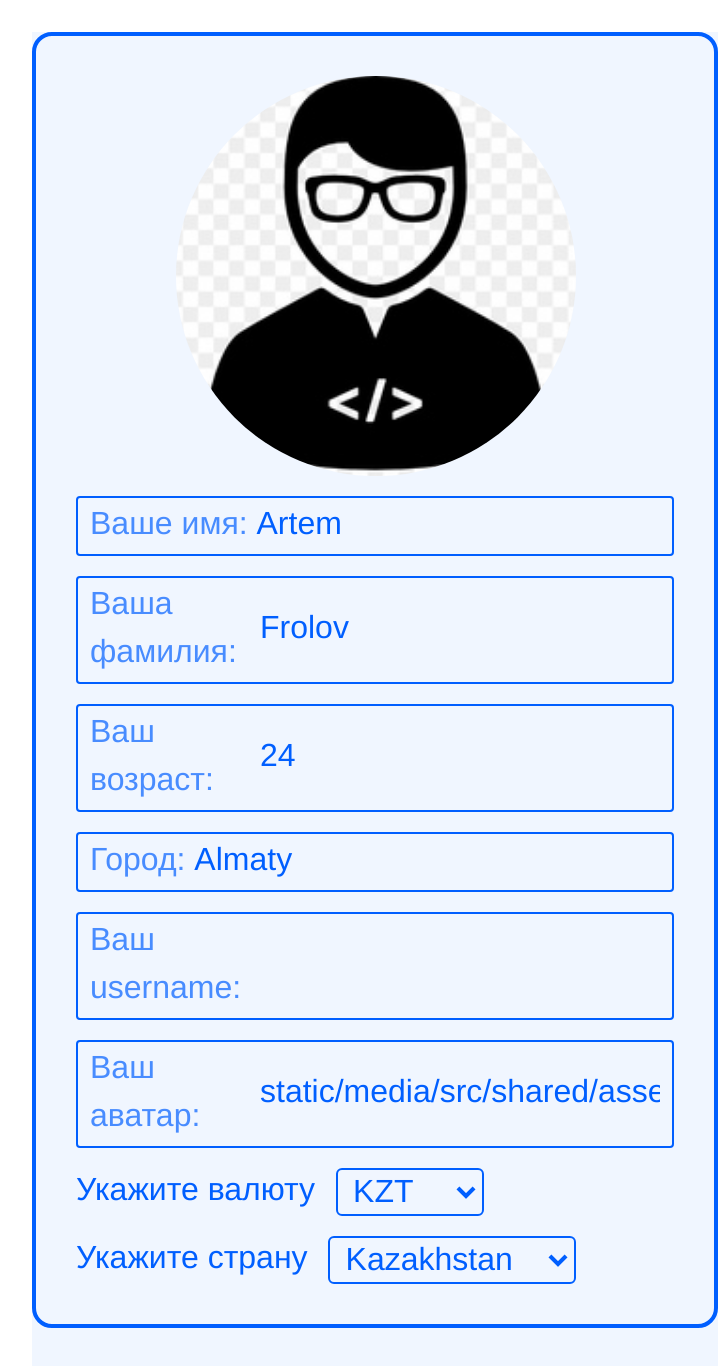 </>
Ваше имя: Artem
Ваша
фамилия: Frolov
Ваш
возраст: 24
Город: Almaty
Ваш
username:
Ваш
аватар: static/media/src/shared/asse
Укажите валюту KZT
Укажите страну Kazakhstan